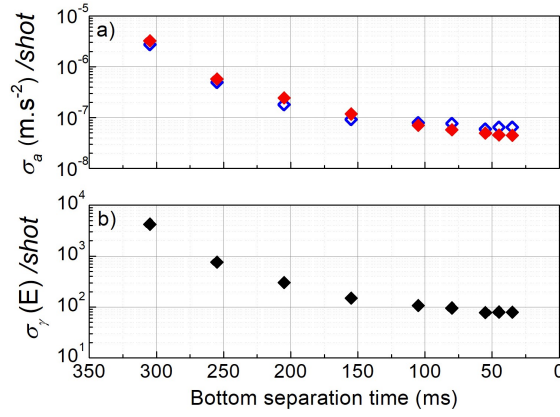 10⁻⁵
a)
10⁻⁶
10⁻⁷
10⁻⁸
σₐ (m.s⁻²) /shot
10⁴
b)
10³
10²
10¹
σᵧ (E) /shot
350 300 250 200 150 100 50 0
Bottom separation time (ms)